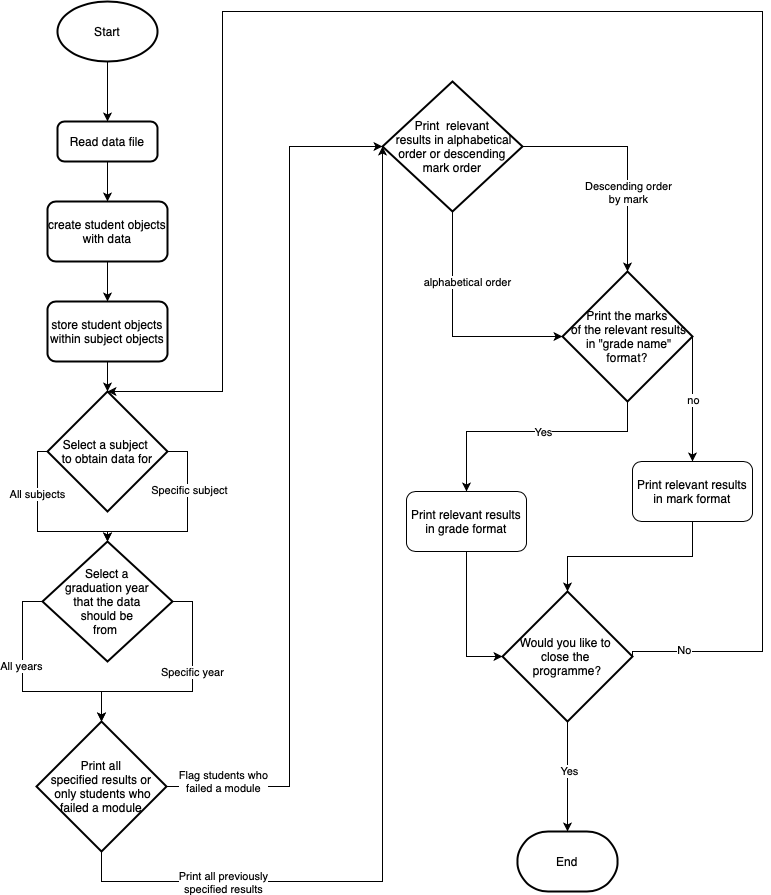 Start
Read data file
create student objects
with data
store student objects
within subject objects
Select a subject
to obtain data for
All subjects
Specific subject
Select a
graduation year
that the data
should be
from
All years
Specific year
Print all
specified results or
only students who
failed a module
Flag students who
failed a module
Print all previously
specified results
Print relevant
results in alphabetical
order or descending
mark order
Descending order
by mark
alphabetical order
Print the marks
of the relevant results
in "grade name"
format?
no
Yes
Print relevant results
in mark format
Print relevant results
in grade format
Would you like to
close the
programme?
No
Yes
End